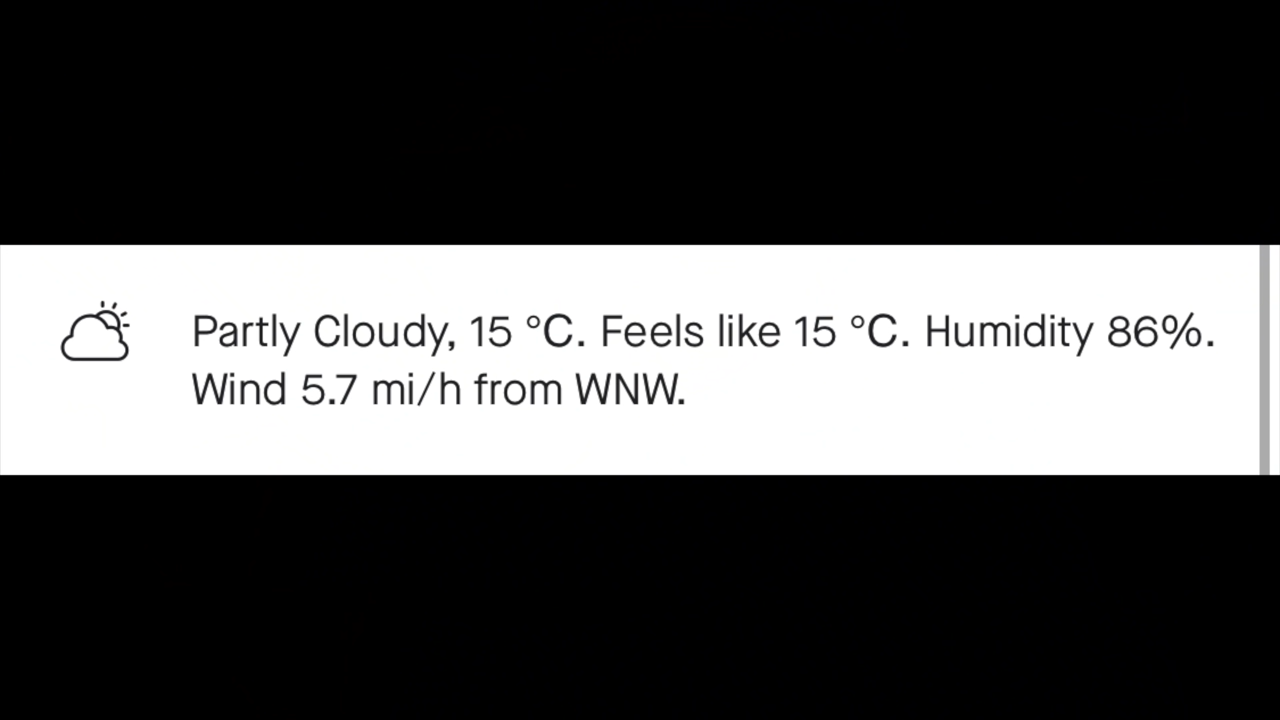 Partly Cloudy, 15 °C. Feels like 15 °C. Humidity 86%.
Wind 5.7 mi/h from WNW.